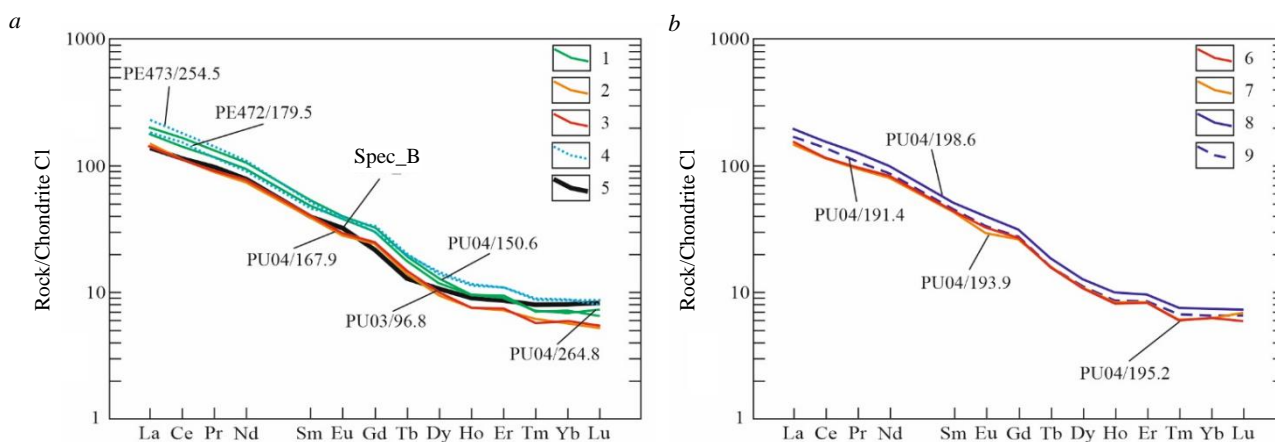 a
1000
100
10
1
Rock/Chondrite Cl
PE473/254.5
PE472/179.5
Spec_B
PU04/167.9
PU04/150.6
PU03/96.8
PU04/264.8
1
2
3
4
5
La Ce Pr Nd Sm Eu Gd Tb Dy Ho Er Tm Yb Lu
b
1000
100
10
1
Rock/Chondrite Cl
PU04/198.6
PU04/191.4
PU04/193.9
PU04/195.2
6
7
8
9
La Ce Pr Nd Sm Eu Gd Tb Dy Ho Er Tm Yb Lu